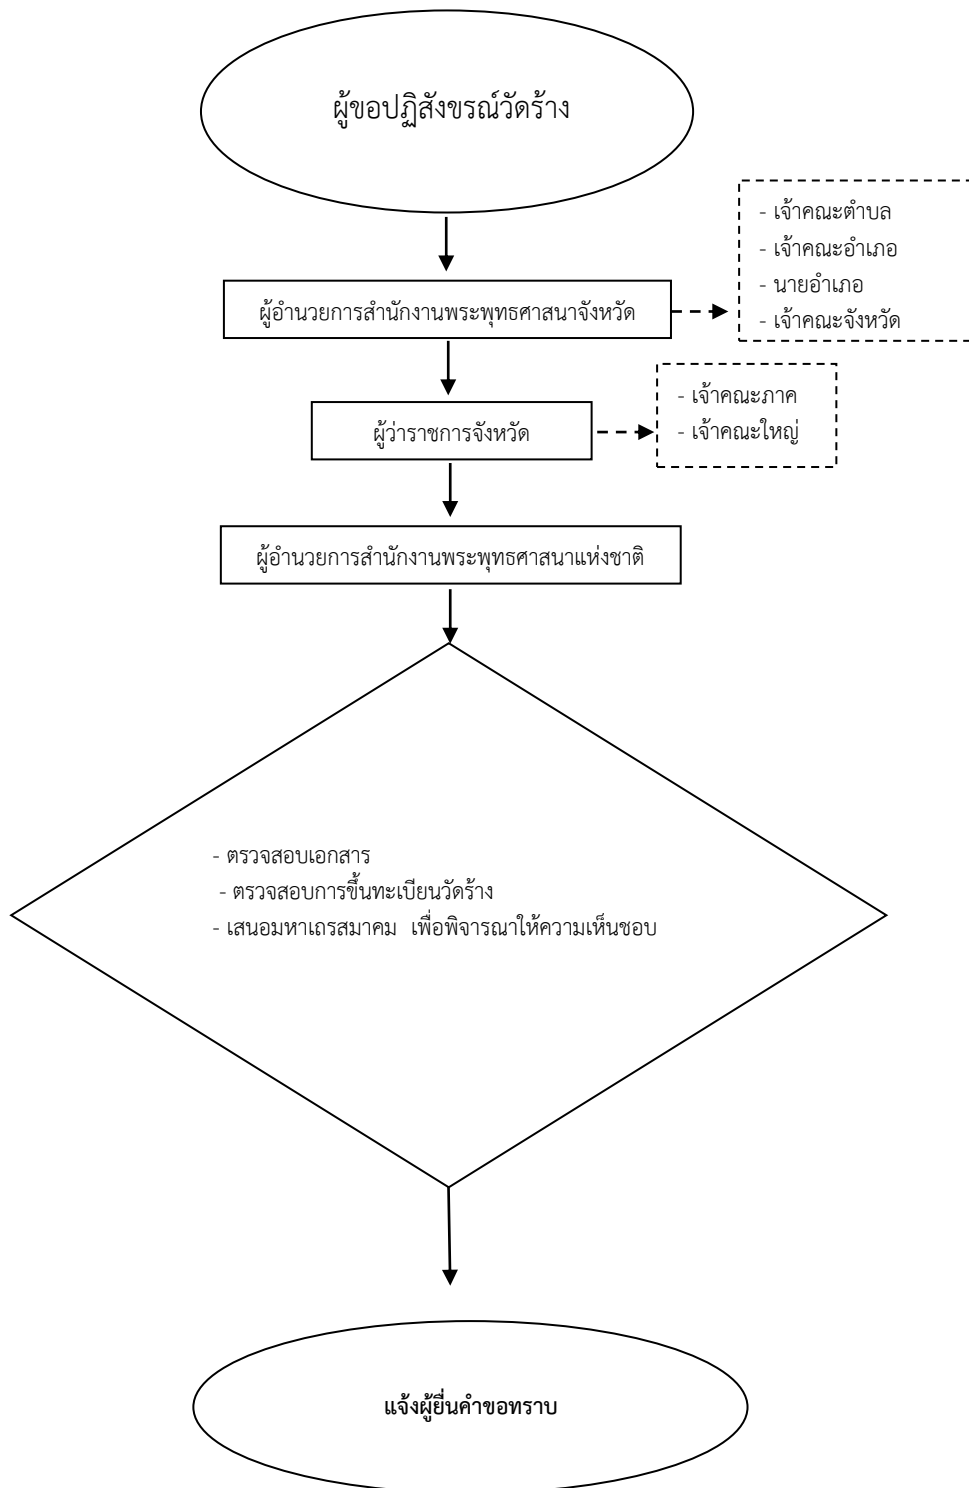 ผู้ขอปฏิสังขรณ์วัดร้าง
- เจ้าคณะตำบล
- เจ้าคณะอำเภอ
- นายอำเภอ
- เจ้าคณะจังหวัด
ผู้อำนวยการสำนักงานพระพุทธศาสนาจังหวัด
- เจ้าคณะภาค
- เจ้าคณะใหญ่
ผู้ว่าราชการจังหวัด
ผู้อำนวยการสำนักงานพระพุทธศาสนาแห่งชาติ
- ตรวจสอบเอกสาร
- ตรวจสอบการขึ้นทะเบียนวัดร้าง
- เสนอมหาเถรสมาคม เพื่อพิจารณาให้ความเห็นชอบ
แจ้งผู้ยื่นคำขอทราบ